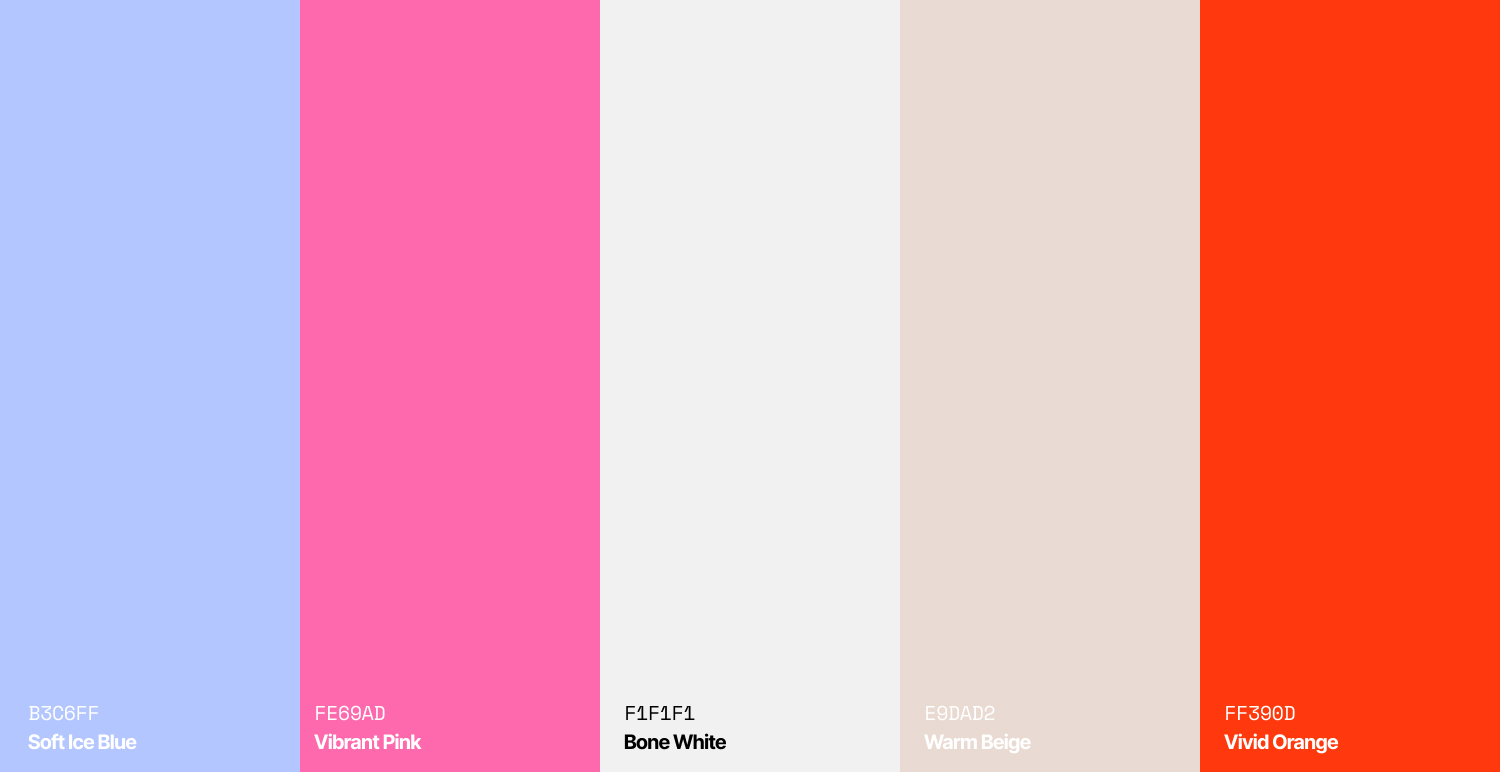 B3C6FF
Soft Ice Blue
FE69AD
Vibrant Pink
F1F1F1
Bone White
E9DAD2
Warm Beige
FF390D
Vivid Orange